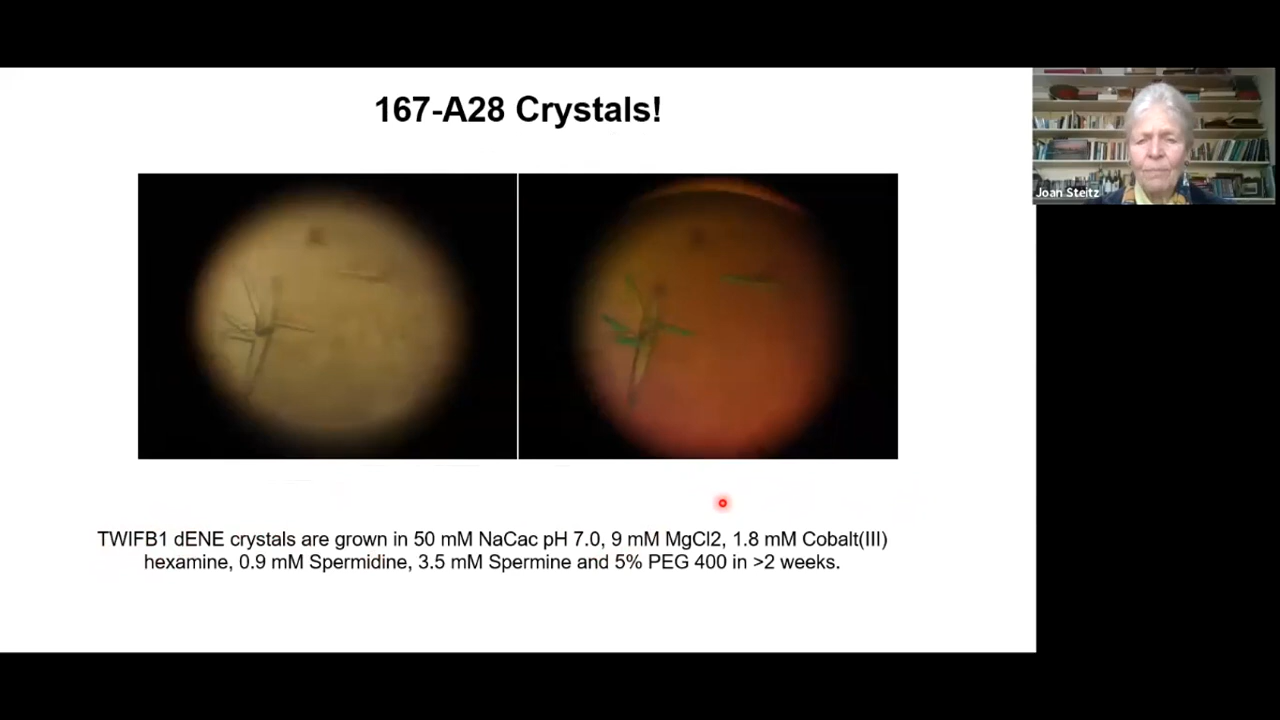 167-A28 Crystals!
Joan Steitz
TWIFB1 dENE crystals are grown in 50 mM NaCac pH 7.0, 9 mM MgCl2, 1.8 mM Cobalt(III)
hexamine, 0.9 mM Spermidine, 3.5 mM Spermine and 5% PEG 400 in >2 weeks.